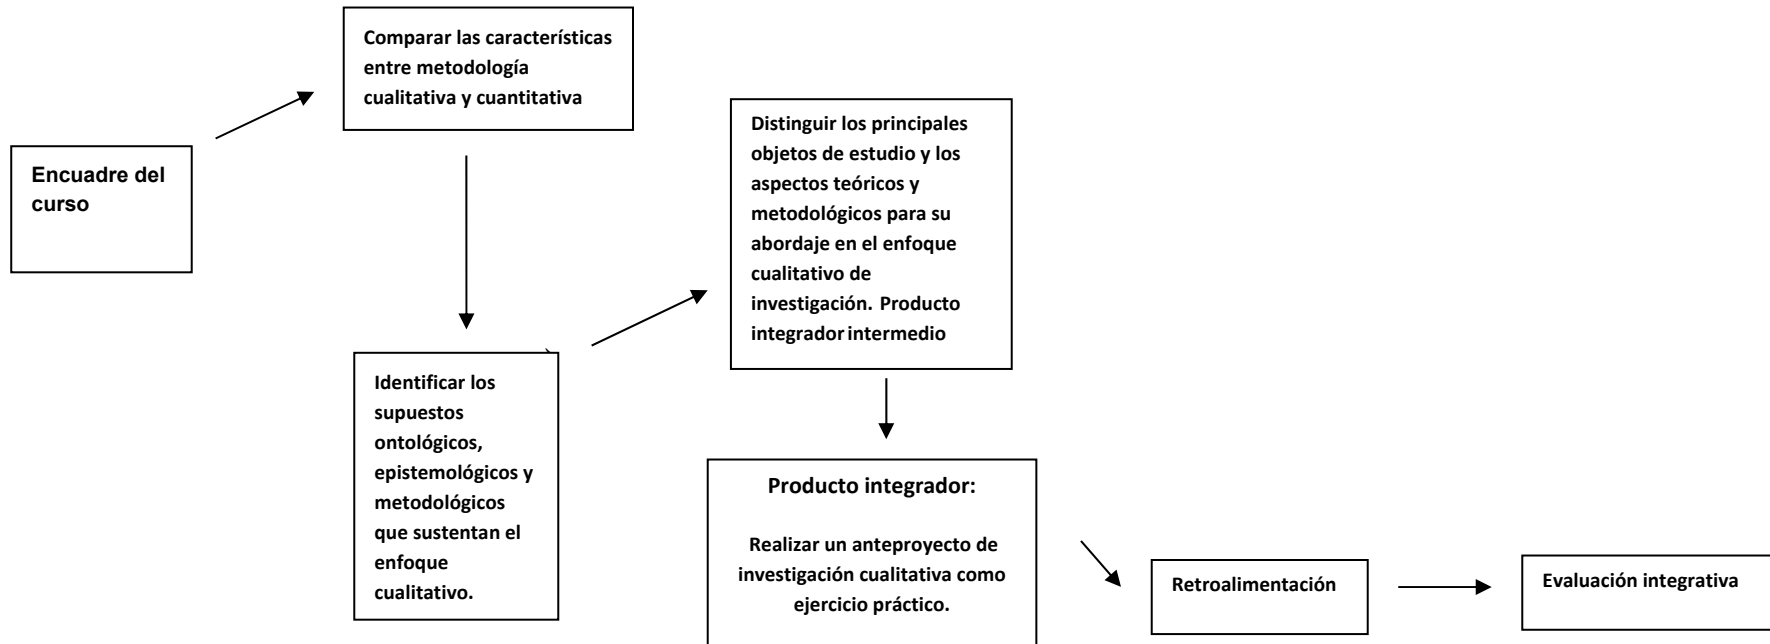 Encuadre del
curso
Comparar las características
entre metodología
cualitativa y cuantitativa
Identificar los
supuestos
ontológicos,
epistemológicos y
metodológicos
que sustentan el
enfoque
cualitativo.
Distinguir los principales
objetos de estudio y los
aspectos teóricos y
metodológicos para su
abordaje en el enfoque
cualitativo de
investigación. Producto
integrador intermedio
Producto integrador:
Realizar un anteproyecto de
investigación cualitativa como
ejercicio práctico.
Retroalimentación
Evaluación integrativa